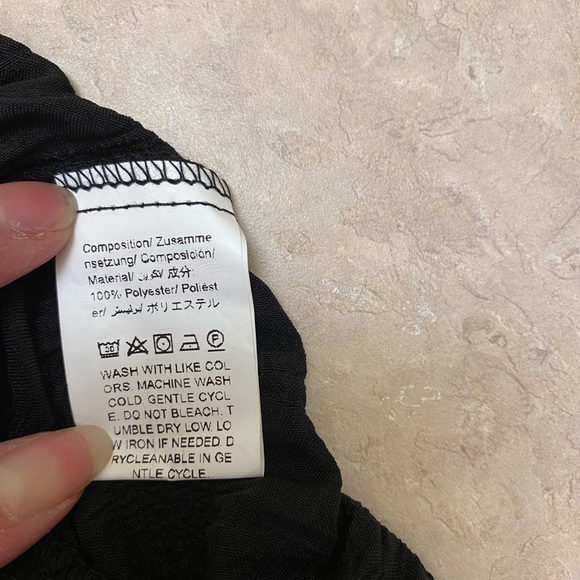 Composition/ Zusamme
nsetzung/ Composición/
Material/ 成分:
100% Polyester/ Poliést
er/ بوليستر/ ポリエステル
30
P
WASH WITH LIKE COL
ORS. MACHINE WASH
COLD. GENTLE CYCL
E. DO NOT BLEACH. T
UMBLE DRY LOW. LO
W IRON IF NEEDED. D
RYCLEANABLE IN GE
NTLE CYCLE.